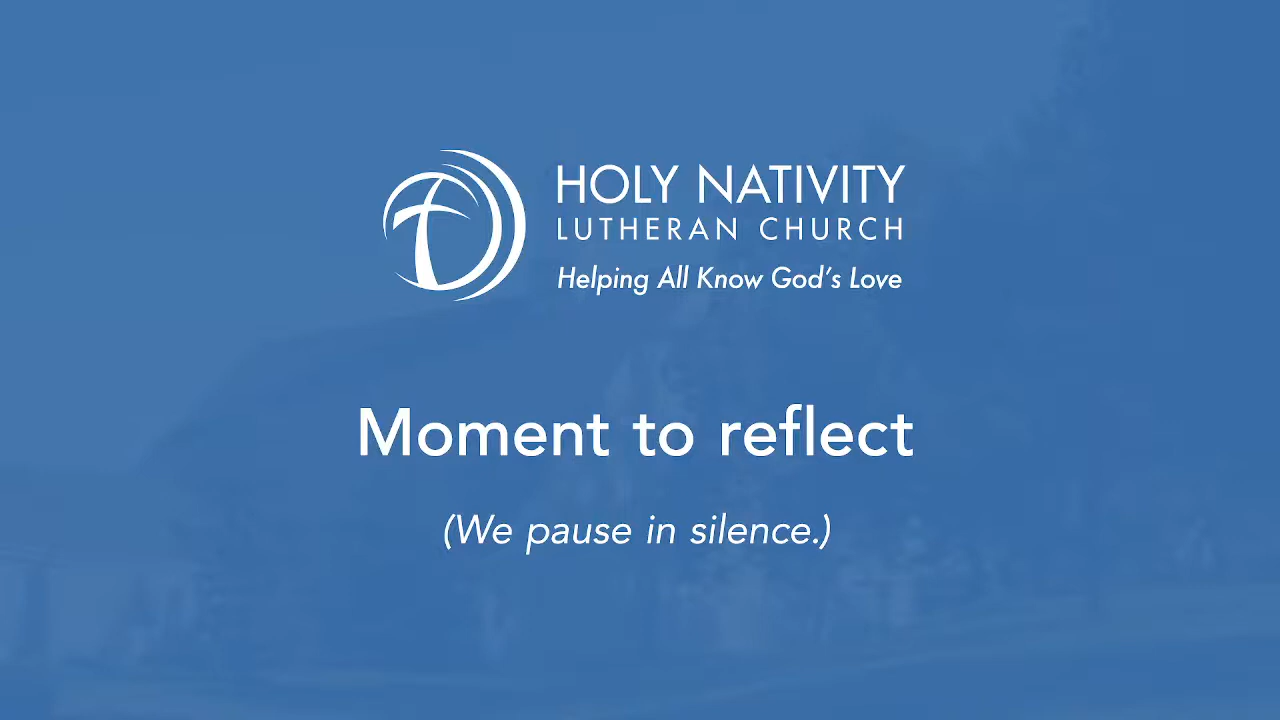 HOLY NATIVITY
LUTHERAN CHURCH
Helping All Know God's Love
Moment to reflect
(We pause in silence.)